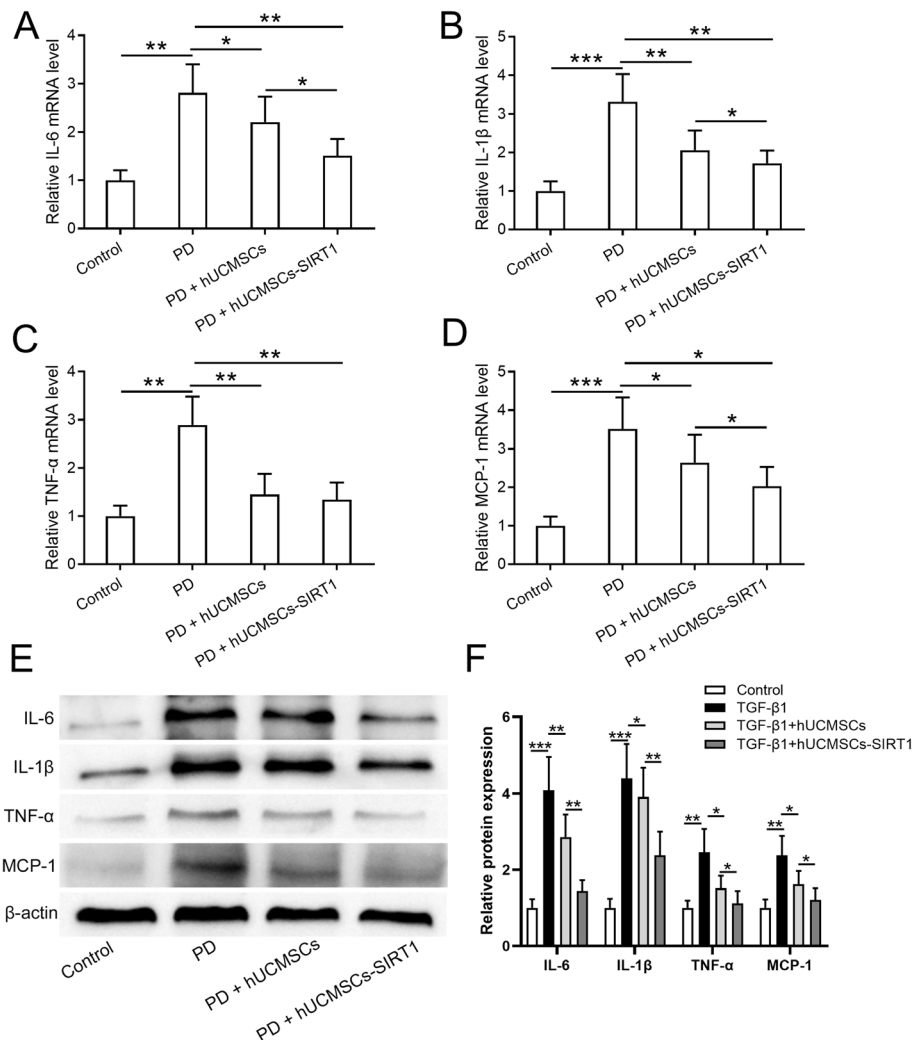 A
Relative IL-6 mRNA level
4
3
2
1
0
**
*
**
*
Control
PD
PD + hUCMSCs
PD + hUCMSCs-SIRT1
B
Relative IL-1β mRNA level
5
4
3
2
1
0
***
**
**
*
Control
PD
PD + hUCMSCs
PD + hUCMSCs-SIRT1
C
Relative TNF-α mRNA level
4
3
2
1
0
**
**
**
Control
PD
PD + hUCMSCs
PD + hUCMSCs-SIRT1
D
Relative MCP-1 mRNA level
5
4
3
2
1
0
***
*
*
*
Control
PD
PD + hUCMSCs
PD + hUCMSCs-SIRT1
E
IL-6
IL-1β
TNF-α
MCP-1
β-actin
Control
PD
PD + hUCMSCs
PD + hUCMSCs-SIRT1
F
Control
TGF-β1
TGF-β1+hUCMSCs
TGF-β1+hUCMSCs-SIRT1
Relative protein expression
6
4
2
0
*** ** **
*** * **
** * *
** * *
IL-6 IL-1β TNF-α MCP-1